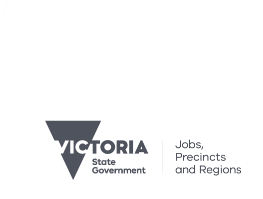 VICTORIA
State
Government
Jobs,
Precincts
and Regions